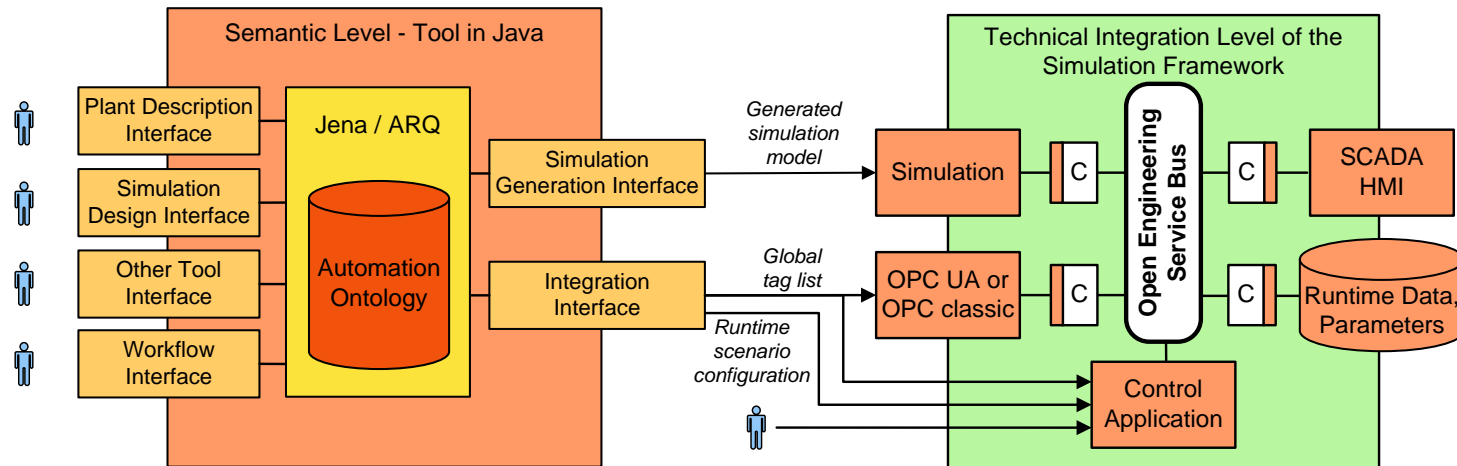 Semantic Level - Tool in Java
Plant Description
Interface
Simulation
Design Interface
Other Tool
Interface
Workflow
Interface
Jena / ARQ
Automation
Ontology
Simulation
Generation Interface
Integration
Interface
Generated
simulation
model
Global
tag list
Runtime
scenario
configuration
Technical Integration Level of the
Simulation Framework
Simulation
OPC UA or
OPC classic
C
C
Open Engineering
Service Bus
C
C
SCADA
HMI
Runtime Data,
Parameters
Control
Application